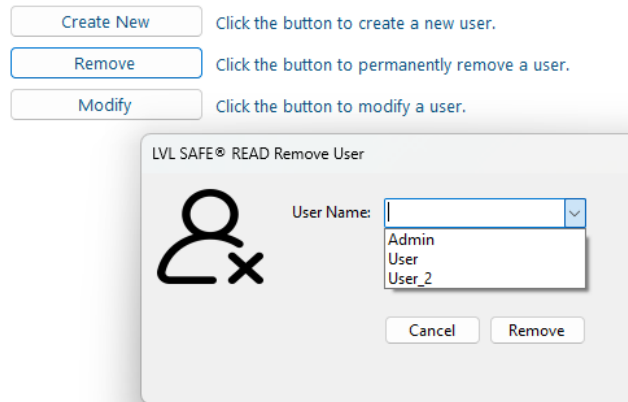 Create New Click the button to create a new user.
Remove Click the button to permanently remove a user.
Modify Click the button to modify a user.
LVL SAFE® READ Remove User
User Name:
Admin
User
User_2
Cancel Remove